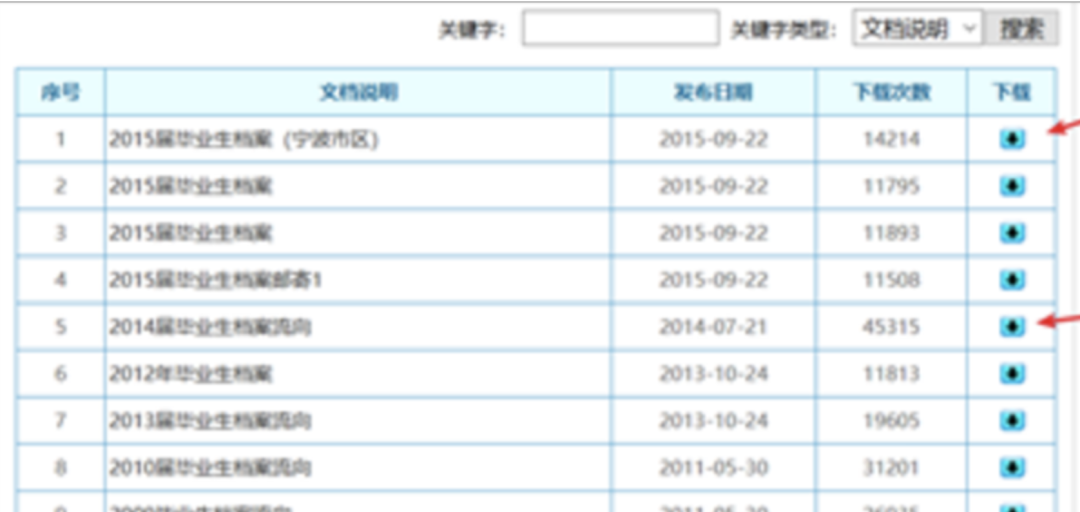 关键字： 关键字类型： 文档说明 搜索
序号 文档说明 发布日期 下载次数 下载
1 2015届毕业生档案（宁波市区） 2015-09-22 14214
2 2015届毕业生档案 2015-09-22 11795
3 2015届毕业生档案 2015-09-22 11893
4 2015届毕业生档案邮寄1 2015-09-22 11508
5 2014届毕业生档案流向 2014-07-21 45315
6 2012年毕业生档案 2013-10-24 11813
7 2013届毕业生档案流向 2013-10-24 19605
8 2010届毕业生档案流向 2011-05-30 31201